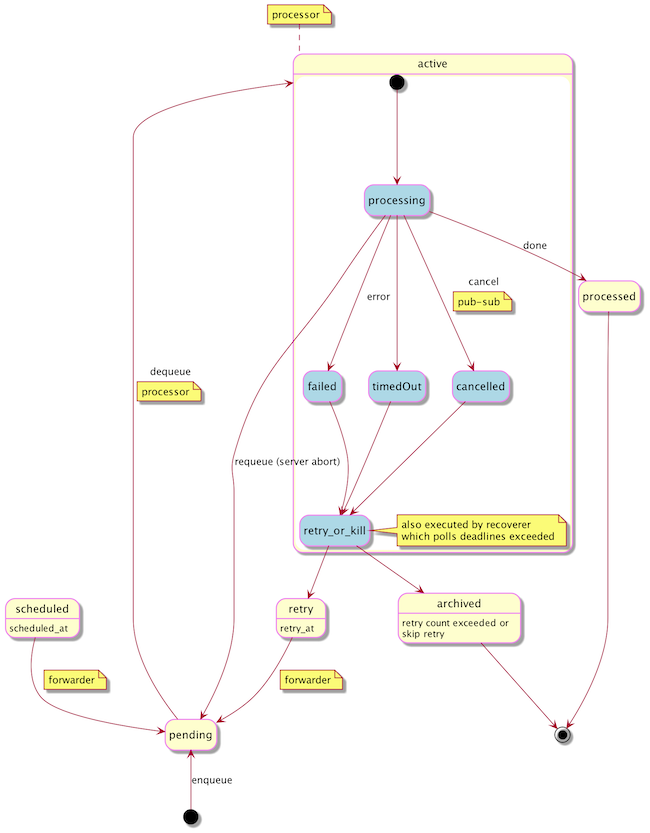 processor
active
processing
done
cancel
pub-sub
error
processed
dequeue
processor
failed
timedOut
cancelled
requeue (server abort)
retry_or_kill
also executed by recoverer
which polls deadlines exceeded
scheduled
scheduled_at
retry
retry_at
archived
retry count exceeded or
skip retry
forwarder
forwarder
pending
enqueue